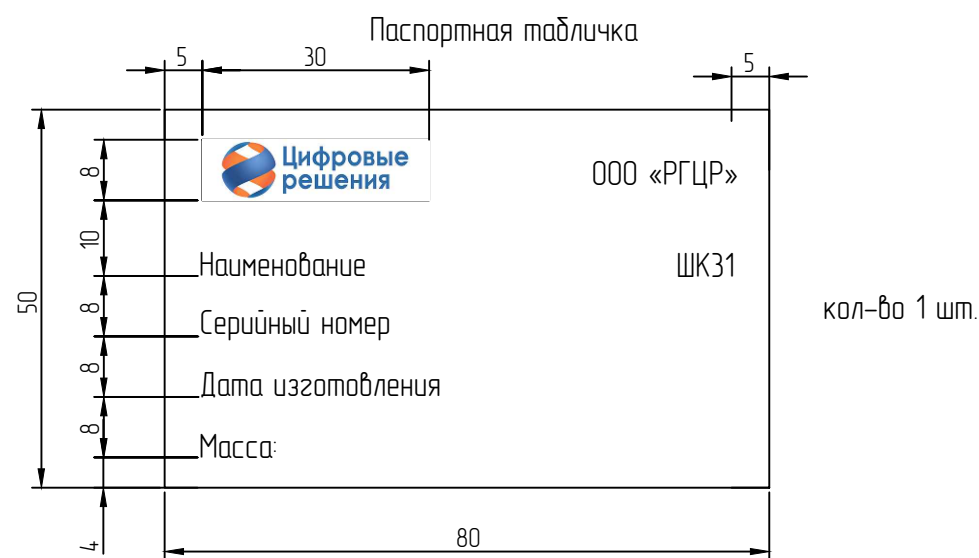 Паспортная табличка
5
30
5
Цифровые
решения
ООО «РГЦР»
8
10
Наименование
ШК31
8
50
Серийный номер
кол-во 1 шт.
8
Дата изготовления
8
Масса:
4
80